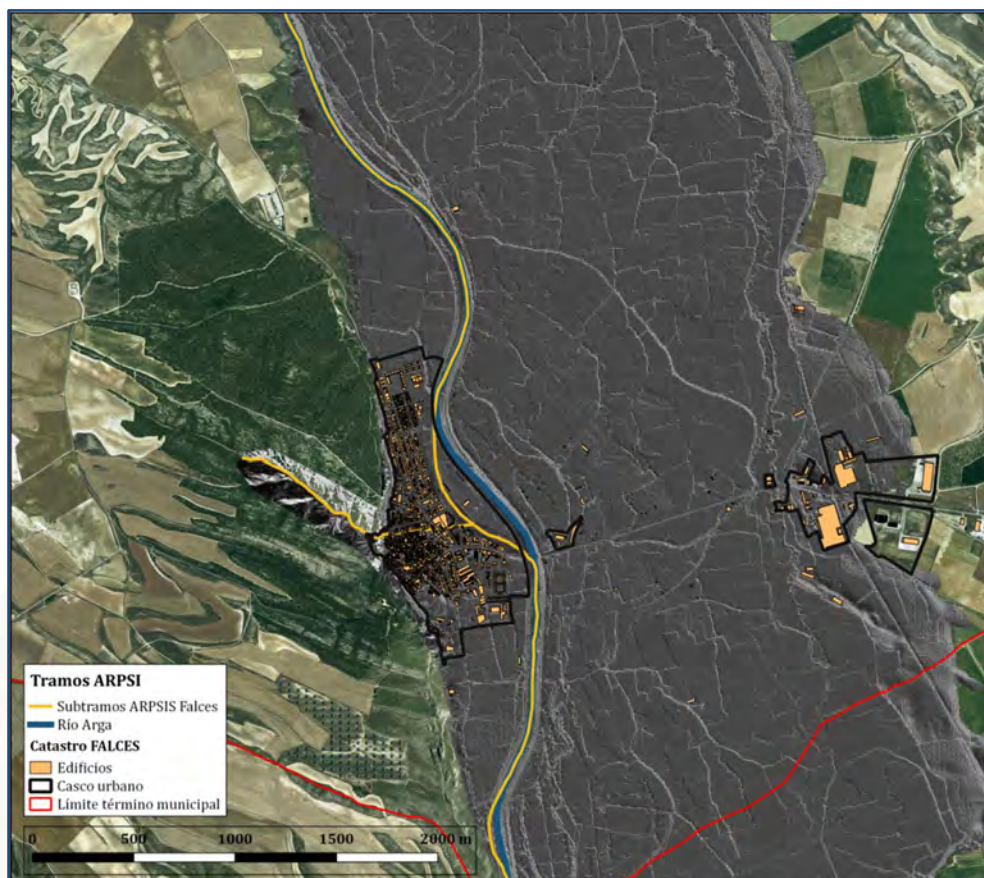 Tramos ARPSI
Subtramos ARPSIS Falces
Río Arga
Catastro FALCES
Edificios
Casco urbano
Límite término municipal
0 500 1000 1500 2000 m